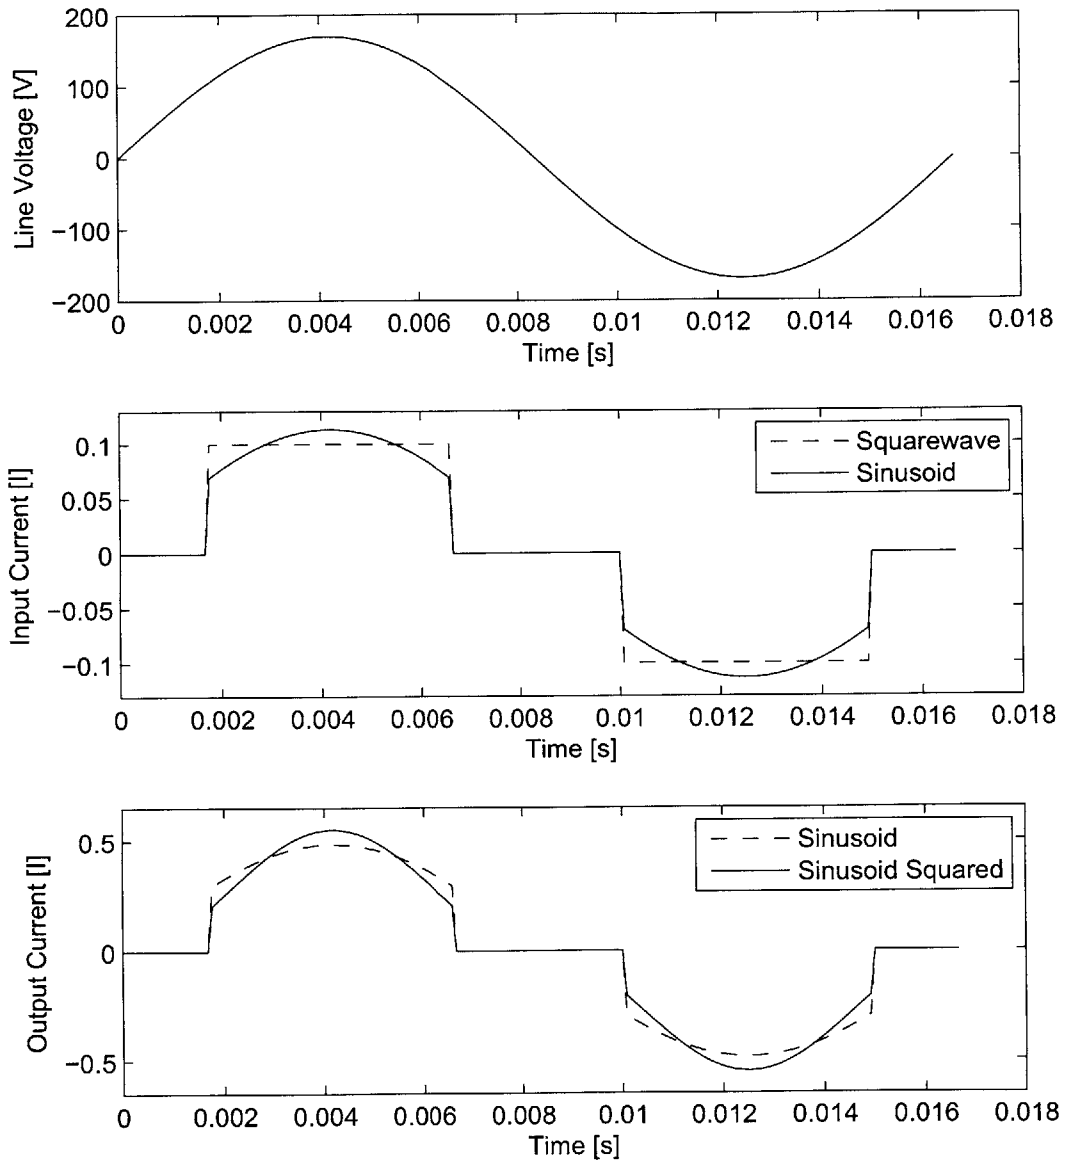 200
100
0
−100
−200
Line Voltage [V]
0 0.002 0.004 0.006 0.008 0.01 0.012 0.014 0.016 0.018
Time [s]
0.1
0.05
0
−0.05
−0.1
Input Current [I]
Squarewave
Sinusoid
0 0.002 0.004 0.006 0.008 0.01 0.012 0.014 0.016 0.018
Time [s]
0.5
0
−0.5
Output Current [I]
Sinusoid
Sinusoid Squared
0 0.002 0.004 0.006 0.008 0.01 0.012 0.014 0.016 0.018
Time [s]